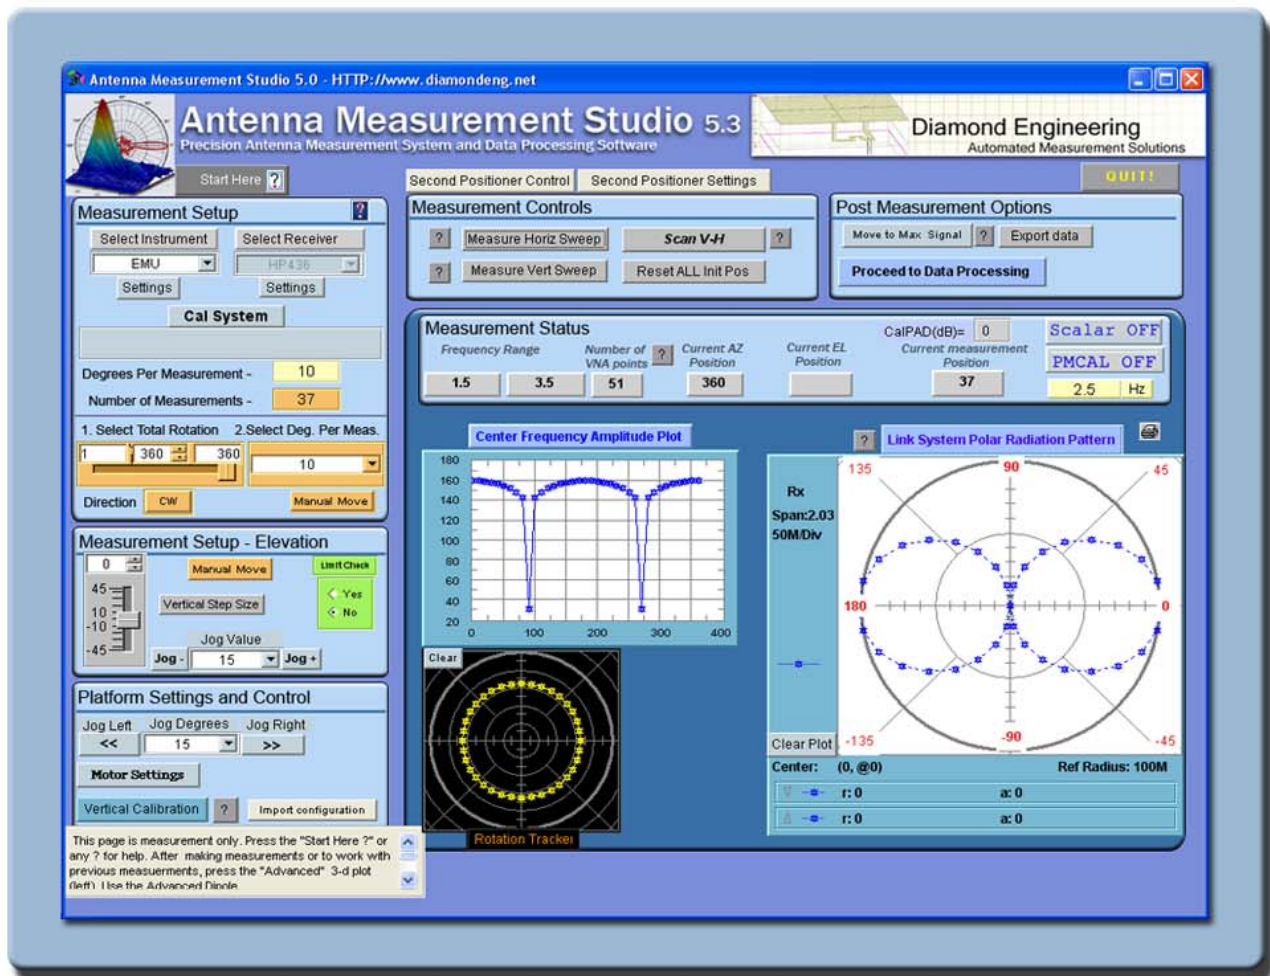 Antenna Measurement Studio 5.0 - HTTP://www.diamondeng.net
Antenna Measurement Studio 5.3
Precision Antenna Measurement System and Data Processing Software
Diamond Engineering
Automated Measurement Solutions
Start Here ?
Second Positioner Control Second Positioner Settings
QUIT!
Measurement Setup ?
Select Instrument Select Receiver
EMU HP436
Settings Settings
Cal System
Degrees Per Measurement - 10
Number of Measurements - 37
1. Select Total Rotation 2.Select Deg. Per Meas.
1 360 360
10
Direction CW Manual Move
Measurement Controls
? Measure Horiz Sweep Scan V-H ?
? Measure Vert Sweep Reset ALL Init Pos
Post Measurement Options
Move to Max Signal ? Export data
Proceed to Data Processing
Measurement Status
CalPAD(dB)= 0 Scalar OFF
Frequency Range Number of VNA points ? Current AZ Position Current EL Position Current measurement Position
PMCAL OFF
1.5 3.5 51 360 37
2.5 Hz
Measurement Setup - Elevation
0 Manual Move Limit Check
Yes
No
45
10
-10
-45
Vertical Step Size
Jog Value
Jog - 15 Jog +
Platform Settings and Control
Jog Left Jog Degrees Jog Right
<< 15 >>
Motor Settings
Vertical Calibration ? Import configuration
This page is measurement only. Press the "Start Here ?" or
any ? for help. After making measurements or to work with
previous measuerments, press the "Advanced" 3-d plot
(left). Use the Advanced Dipole
Center Frequency Amplitude Plot
180
160
140
120
100
80
60
40
20
0 100 200 300 400
Clear
Rotation Tracker
? Link System Polar Radiation Pattern
Rx
Span:2.03
50M/Div
135 90 45
180 0
-135 -90 -45
Clear Plot
Center: (0, @0) Ref Radius: 100M
r: 0 a: 0
r: 0 a: 0